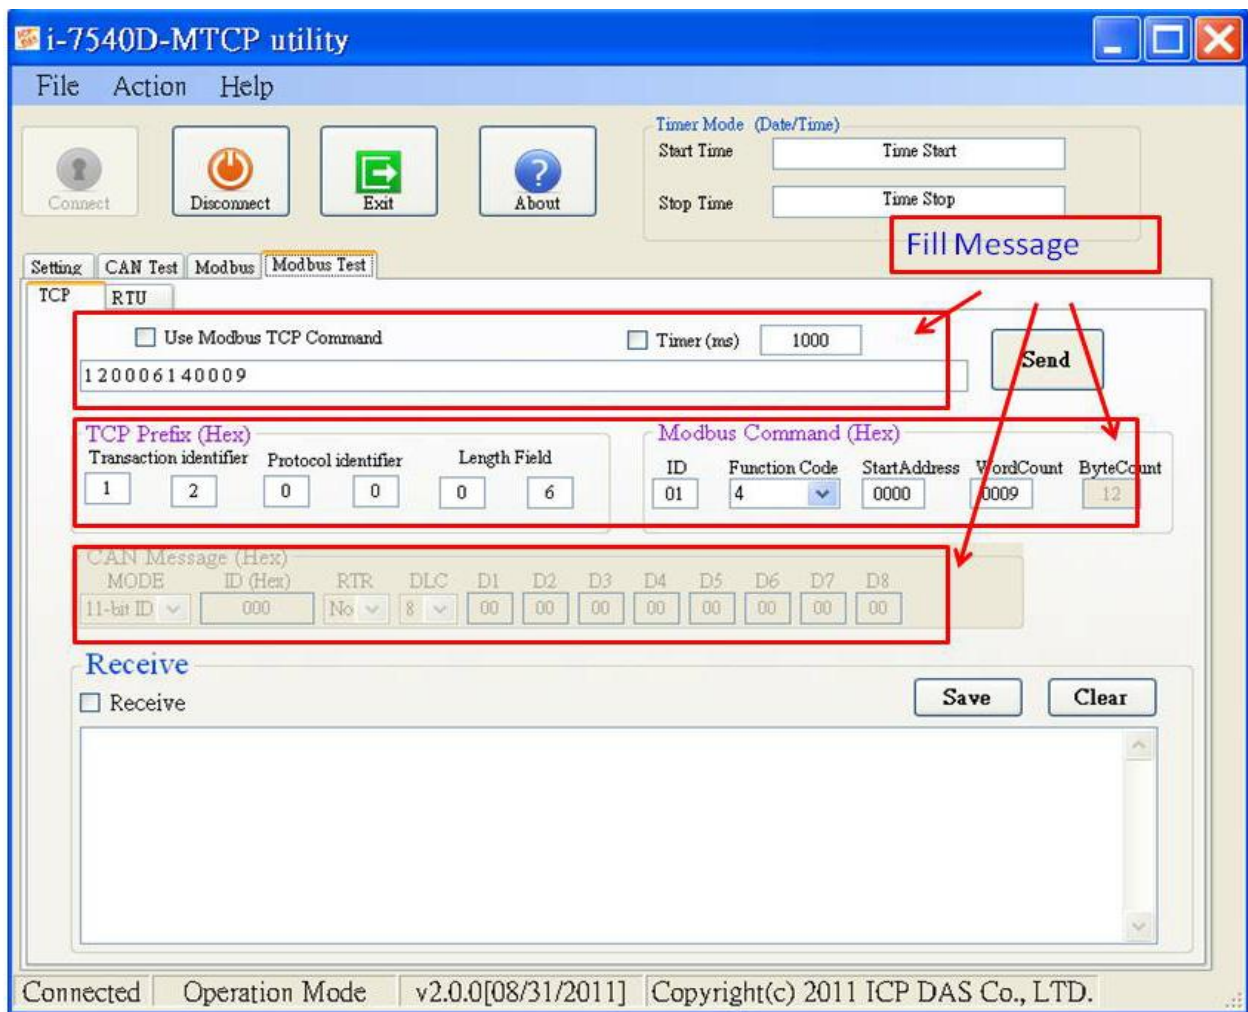 i-7540D-MTCP utility
File Action Help
Connect Disconnect Exit About
Timer Mode (Date/Time)
Start Time Time Start
Stop Time Time Stop
Fill Message
Setting CAN Test Modbus Modbus Test
TCP RTU
Use Modbus TCP Command Timer (ms) 1000
120006140009
Send
TCP Prefix (Hex)
Transaction identifier Protocol identifier Length Field
1 2 0 0 0 6
Modbus Command (Hex)
ID Function Code StartAddress WordCount ByteCount
01 4 0000 0009 12
CAN Message (Hex)
MODE ID (Hex) RTR DLC D1 D2 D3 D4 D5 D6 D7 D8
11-bit ID 000 No 8 00 00 00 00 00 00 00 00
Receive
Receive Save Clear
Connected Operation Mode v2.0.0[08/31/2011] Copyright(c) 2011 ICP DAS Co., LTD.